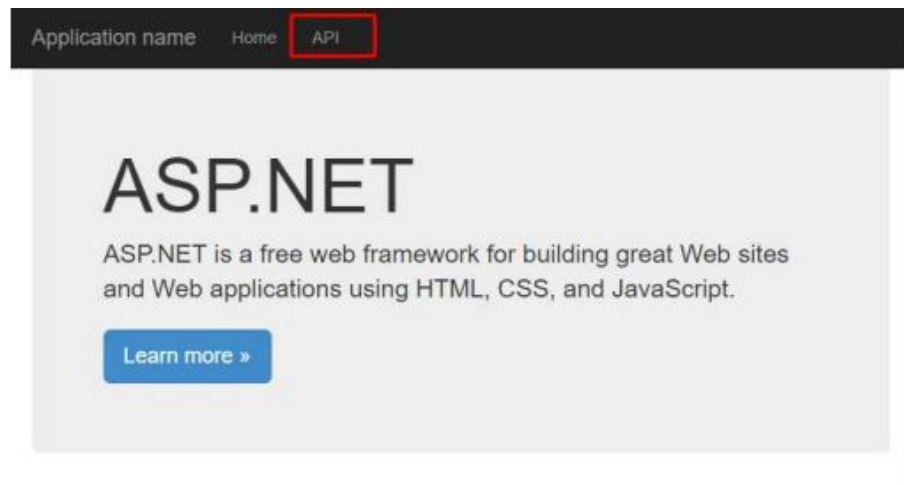 Application name Home API
ASP.NET
ASP.NET is a free web framework for building great Web sites
and Web applications using HTML, CSS, and JavaScript.
Learn more »